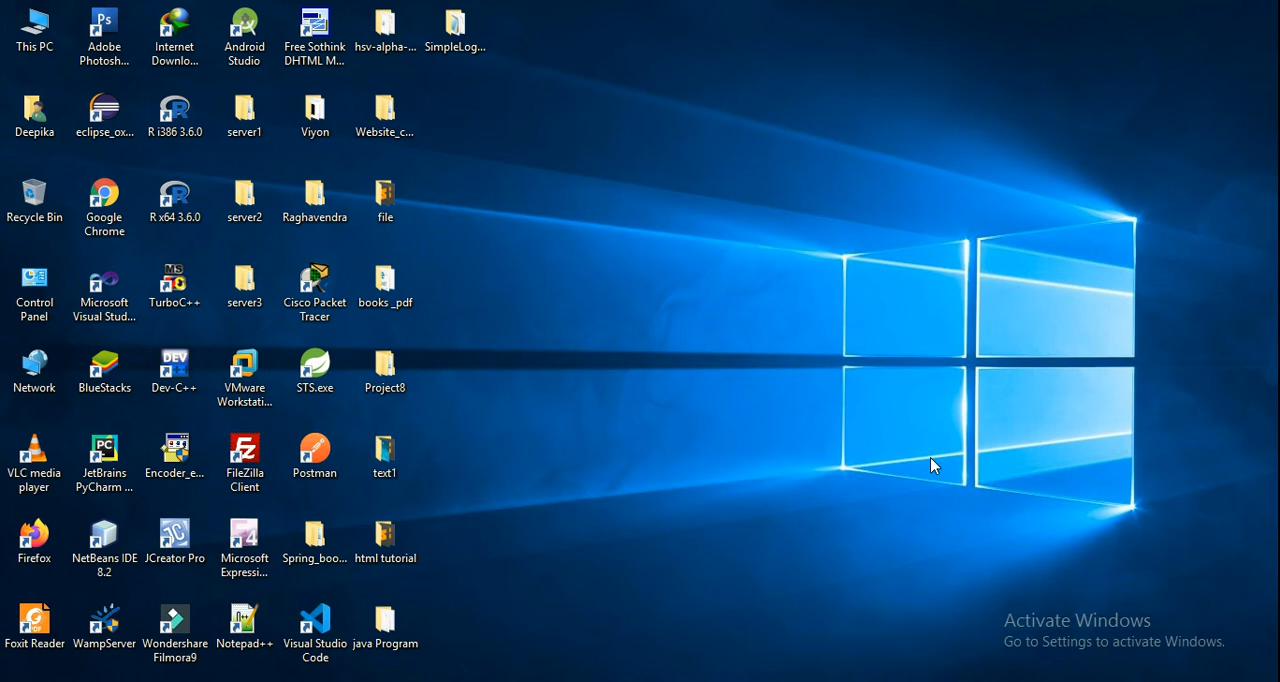 This PC
Adobe
Photosh...
Internet
Downlo...
Android
Studio
Free Sothink
DHTML M...
hsv-alpha-...
SimpleLog...
Deepika
eclipse_ox...
R i386 3.6.0
server1
Viyon
Website_c...
Recycle Bin
Google
Chrome
R x64 3.6.0
server2
Raghavendra
file
Control
Panel
Microsoft
Visual Stud...
TurboC++
server3
Cisco Packet
Tracer
books _pdf
Network
BlueStacks
Dev-C++
VMware
Workstati...
STS.exe
Project8
VLC media
player
JetBrains
PyCharm ...
Encoder_e...
FileZilla
Client
Postman
text1
Firefox
NetBeans IDE
8.2
JCreator Pro
Microsoft
Expressi...
Spring_boo...
html tutorial
Foxit Reader
WampServer
Wondershare
Filmora9
Notepad++
Visual Studio
Code
java Program
Activate Windows
Go to Settings to activate Windows.